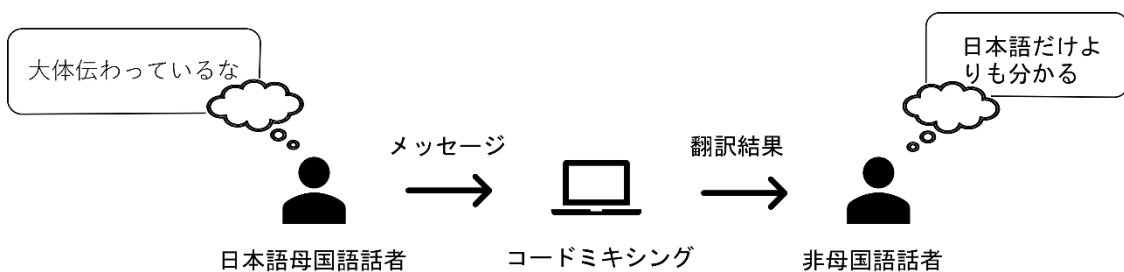 大体伝わっているな
日本語だけよ
りも分かる
メッセージ
翻訳結果
日本語母国語話者
コードミキシング
非母国語話者